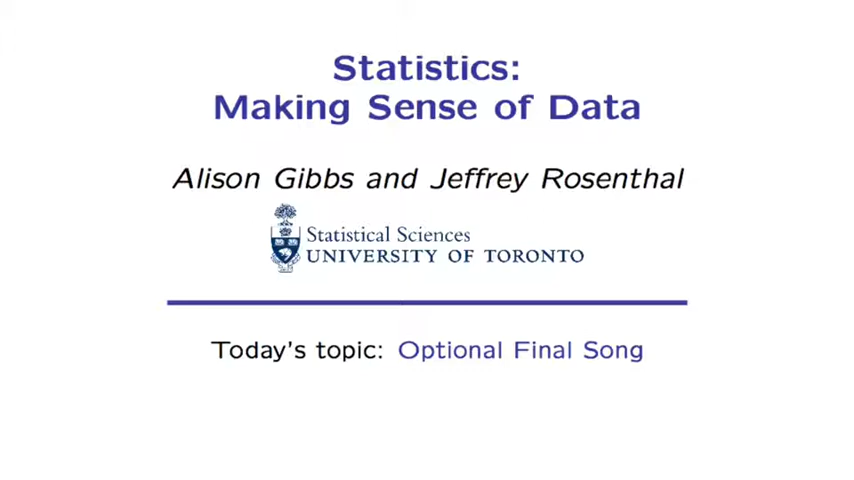 Statistics:
Making Sense of Data
Alison Gibbs and Jeffrey Rosenthal
Statistical Sciences
UNIVERSITY OF TORONTO
Today's topic: Optional Final Song